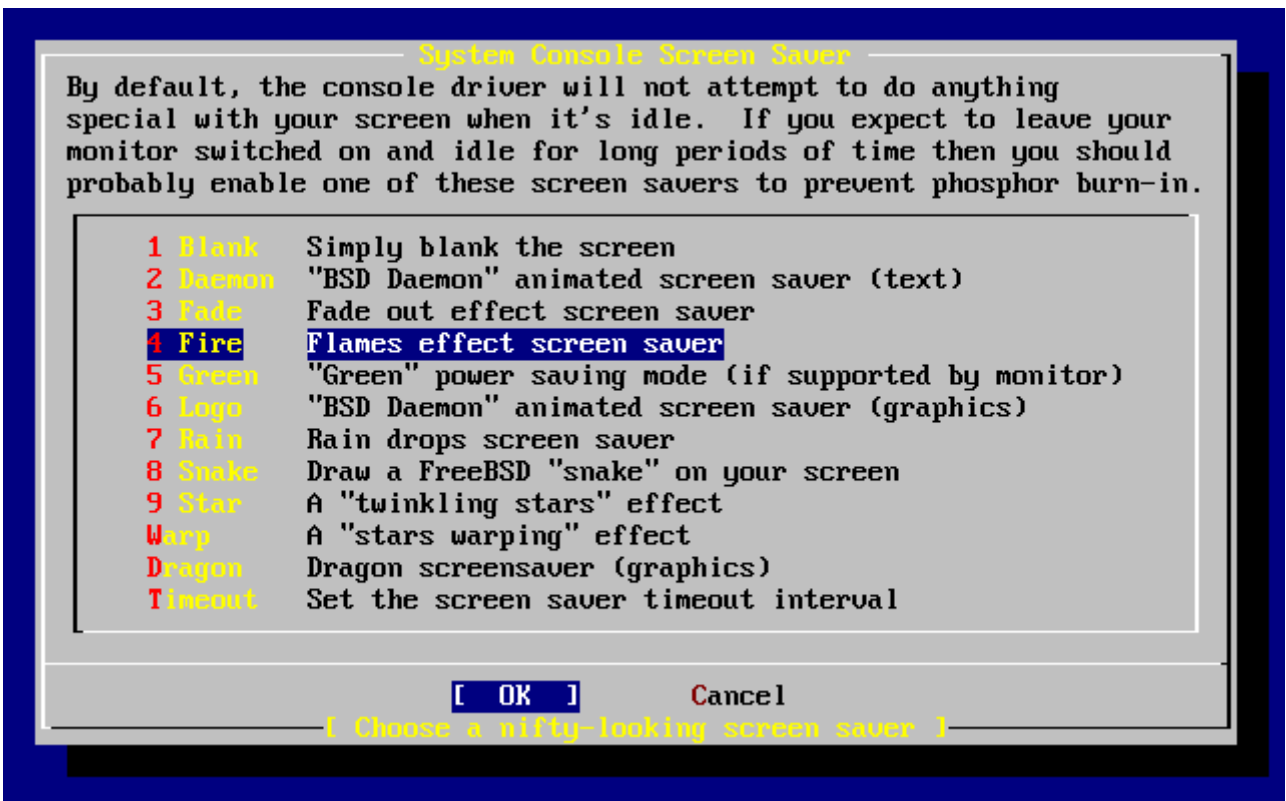 System Console Screen Saver
By default, the console driver will not attempt to do anything
special with your screen when it's idle.  If you expect to leave your
monitor switched on and idle for long periods of time then you should
probably enable one of these screen savers to prevent phosphor burn-in.
1 Blank   Simply blank the screen
2 Daemon  "BSD Daemon" animated screen saver (text)
3 Fade    Fade out effect screen saver
4 Fire    Flames effect screen saver
5 Green   "Green" power saving mode (if supported by monitor)
6 Logo    "BSD Daemon" animated screen saver (graphics)
7 Rain    Rain drops screen saver
8 Snake   Draw a FreeBSD "snake" on your screen
9 Star    A "twinkling stars" effect
Warp      A "stars warping" effect
Dragon    Dragon screensaver (graphics)
Timeout   Set the screen saver timeout interval
[  OK  ]       Cancel
[ Choose a nifty-looking screen saver ]